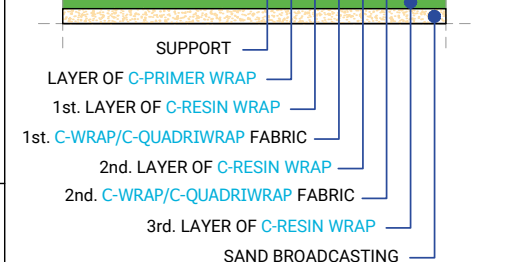 SUPPORT
LAYER OF C-PRIMER WRAP
1st. LAYER OF C-RESIN WRAP
1st. C-WRAP/C-QUADRIWRAP FABRIC
2nd. LAYER OF C-RESIN WRAP
2nd. C-WRAP/C-QUADRIWRAP FABRIC
3rd. LAYER OF C-RESIN WRAP
SAND BROADCASTING